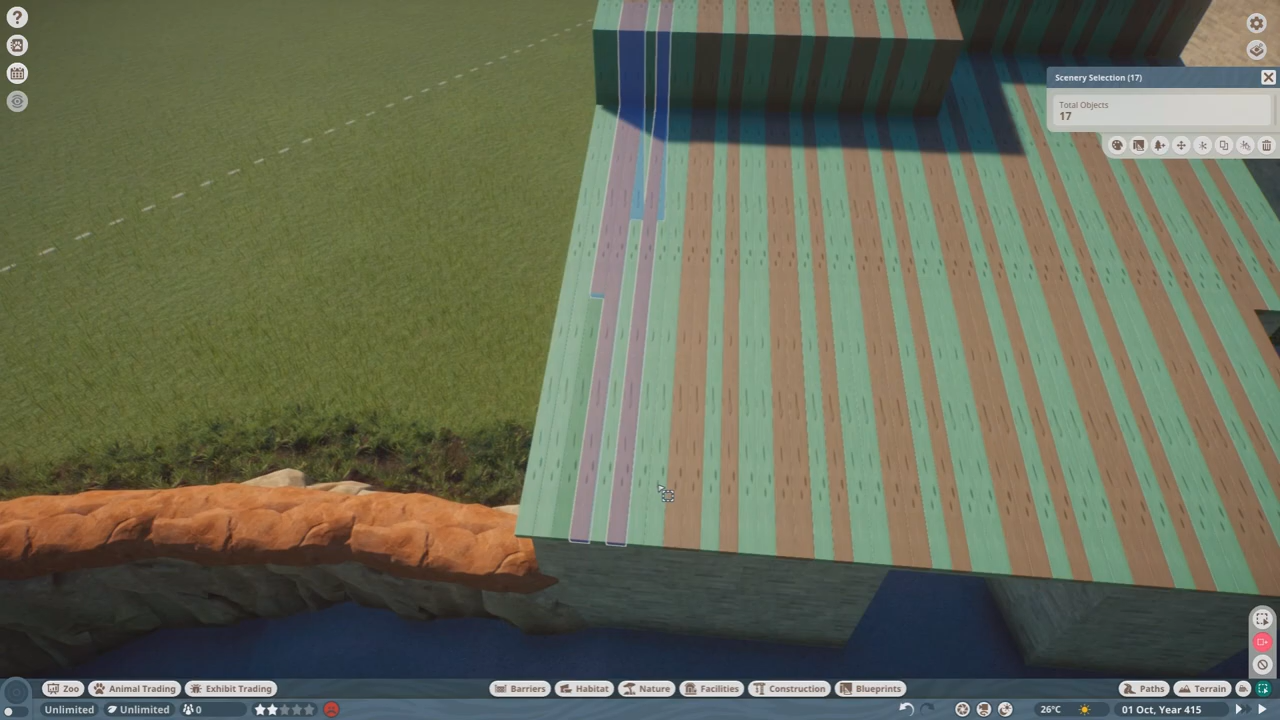 Scenery Selection (17)
Total Objects
17
Zoo
Animal Trading
Exhibit Trading
Barriers
Habitat
Nature
Facilities
Construction
Blueprints
Paths
Terrain
Unlimited
Unlimited
0
26°C
01 Oct, Year 415